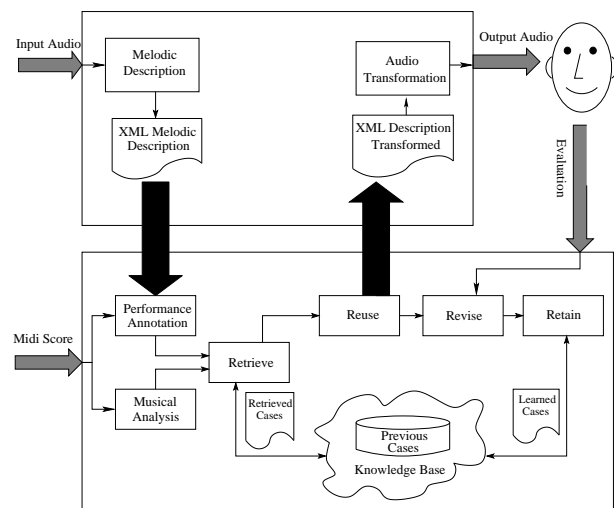 Input Audio
Output Audio
Melodic
Description
Audio
Transformation
XML Melodic
Description
XML Description
Transformed
Evaluation
Midi Score
Performance
Annotation
Musical
Analysis
Retrieve
Reuse
Revise
Retain
Retrieved
Cases
Learned
Cases
Previous
Cases
Knowledge Base